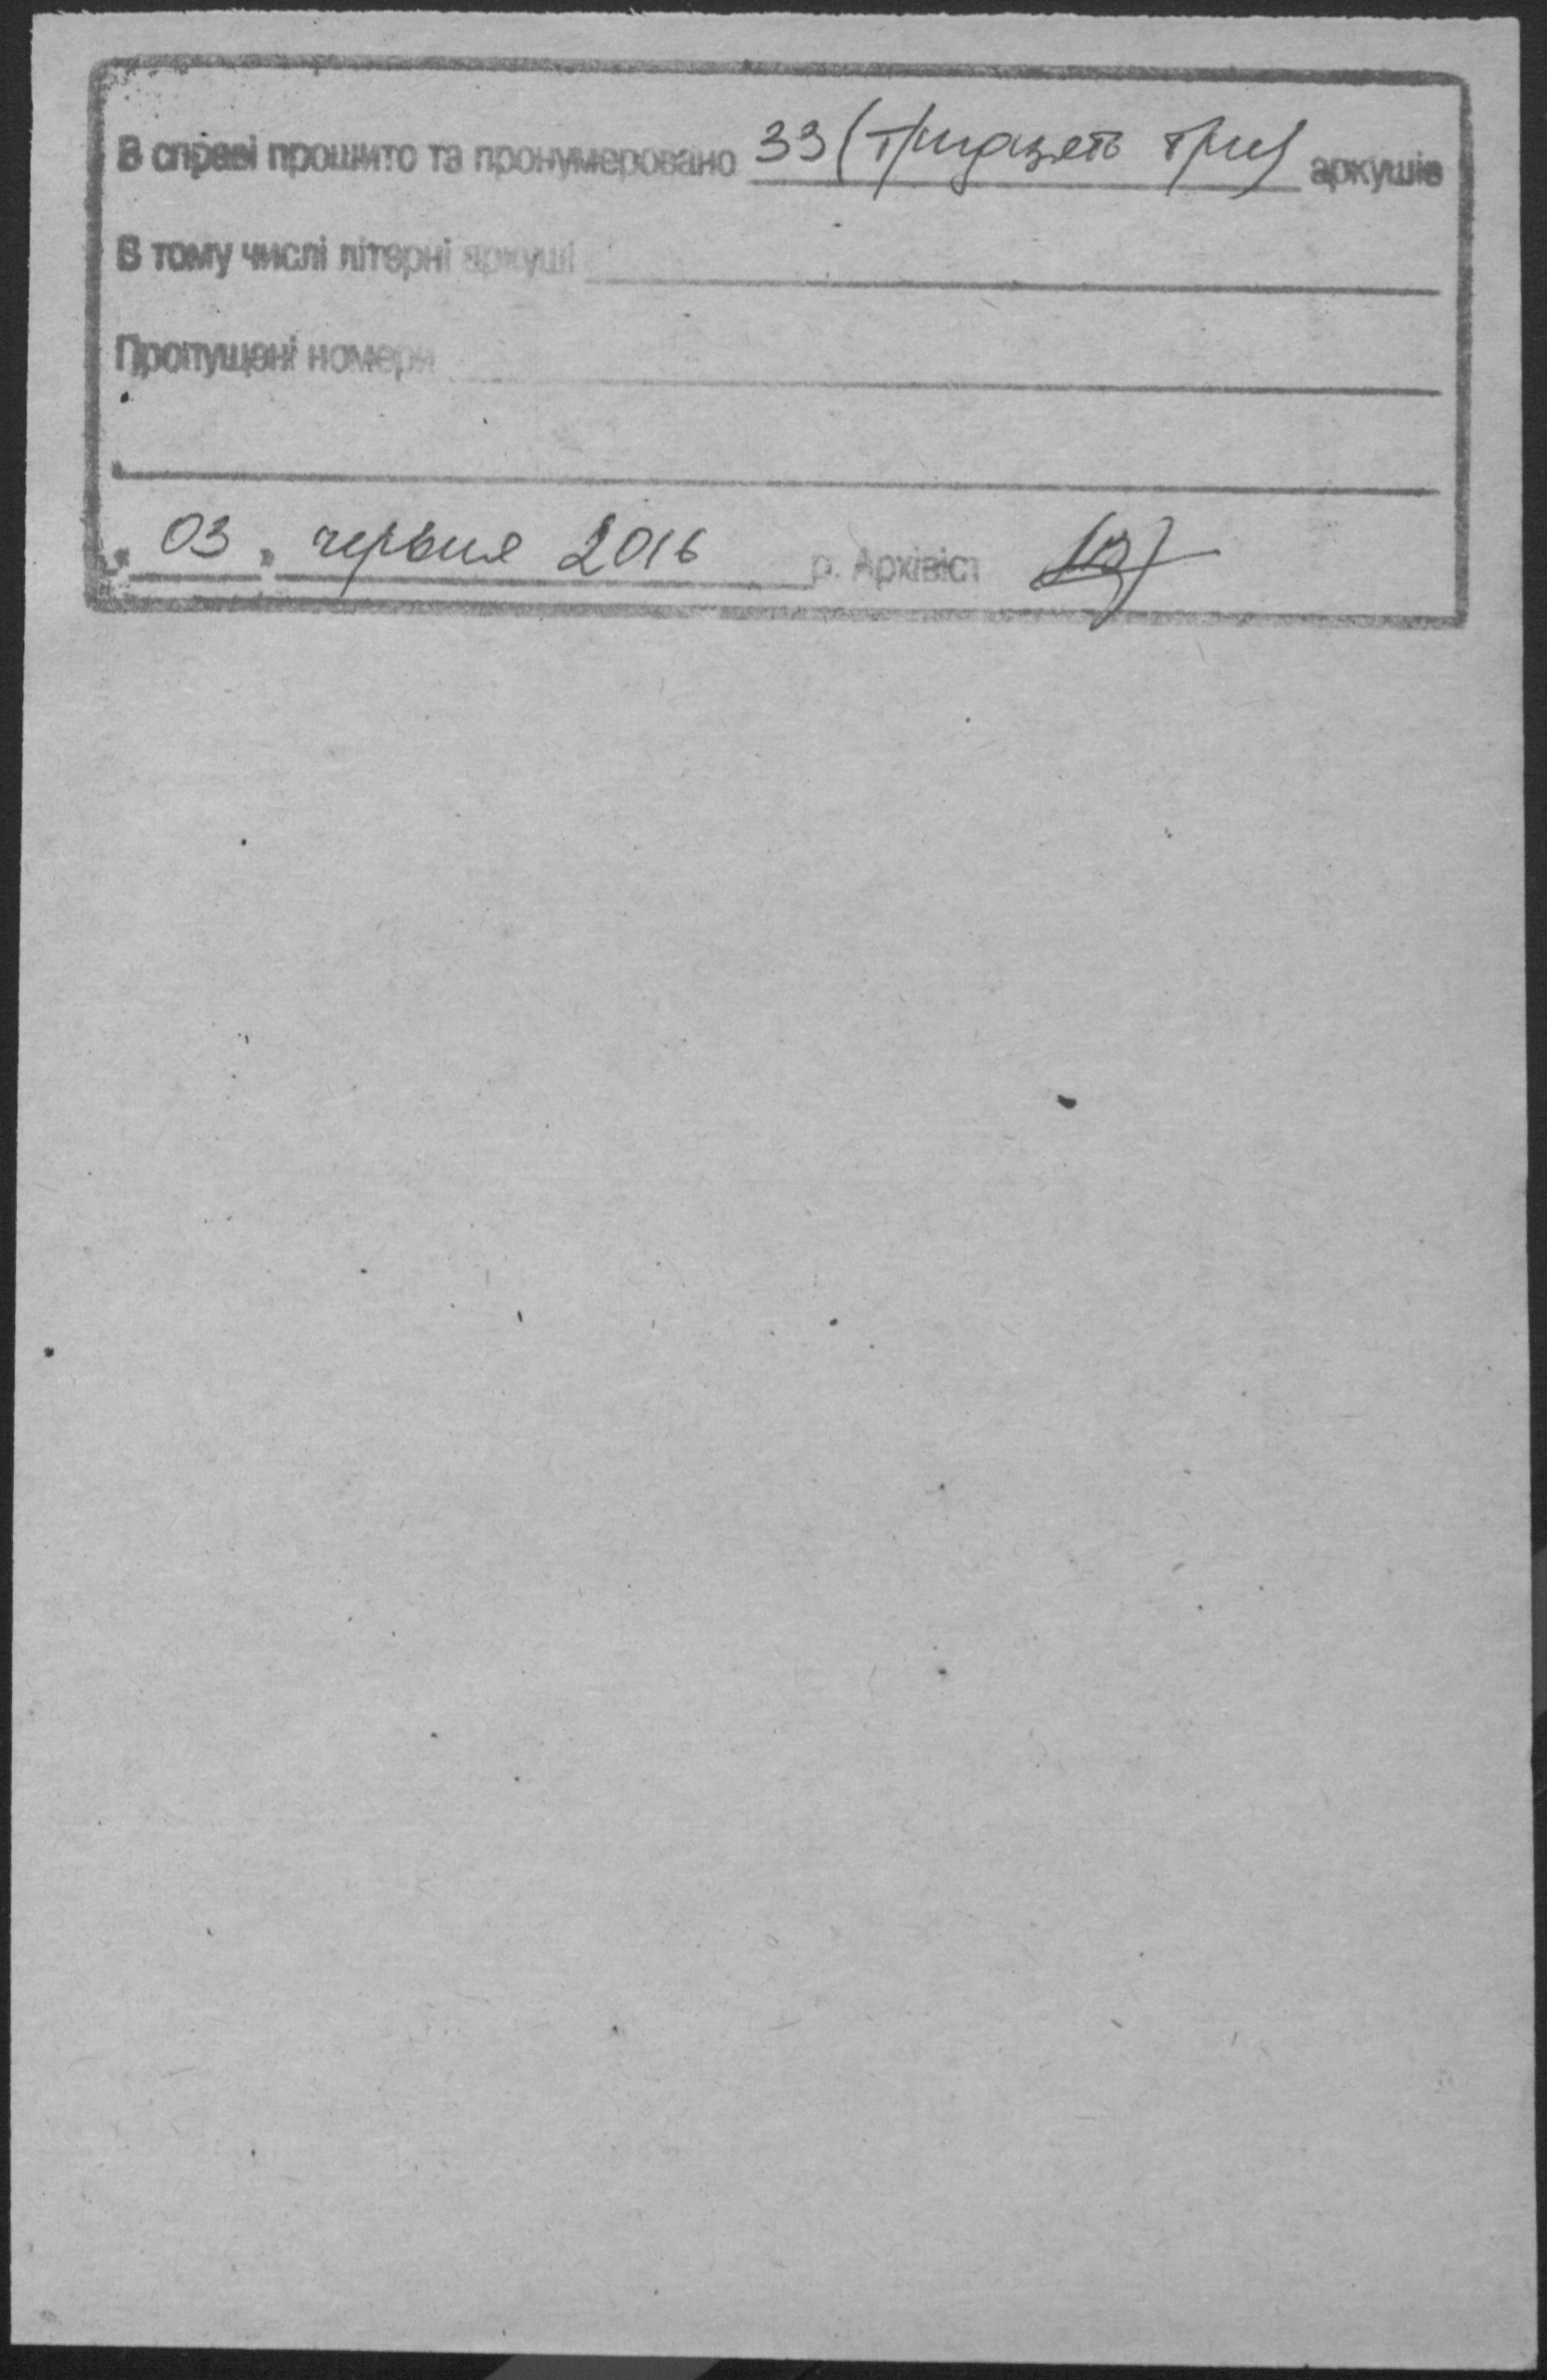 В справі прошито та пронумеровано 33 (тридцять три) аркушів
В тому числі літерні аркуші
Пропущені номери
"03" червня 2016 р. Архівіст